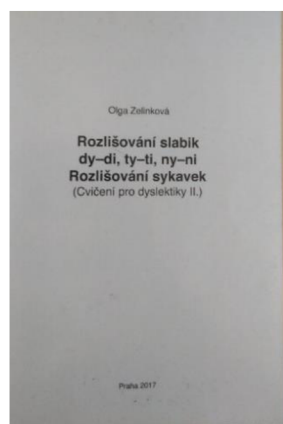 Olga Zelinková
Rozlišování slabik
dy–di, ty–ti, ny–ni
Rozlišování sykavek
(Cvičení pro dyslektiky II.)
Praha 2017